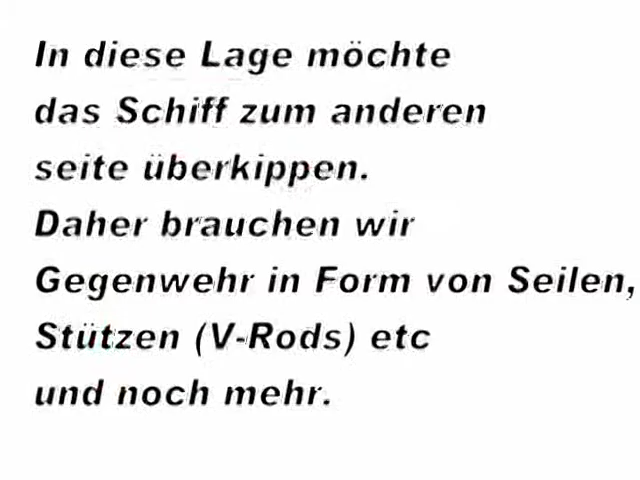 In diese Lage möchte
das Schiff zum anderen
seite überkippen.
Daher brauchen wir
Gegenwehr in Form von Seilen,
Stützen (V-Rods) etc
und noch mehr.